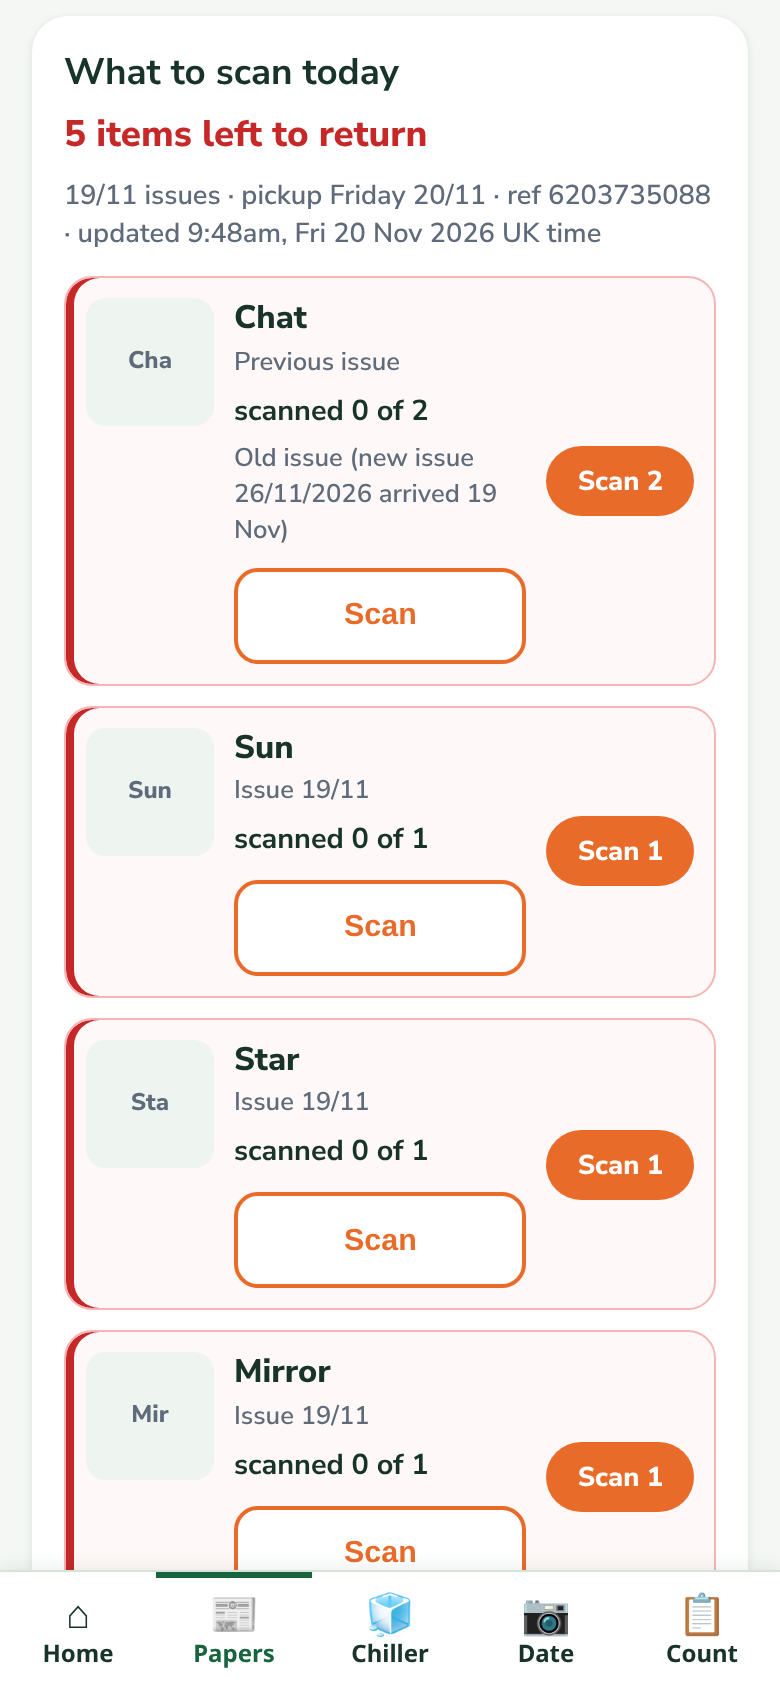 What to scan today
5 items left to return
19/11 issues · pickup Friday 20/11 · ref 6203735088
· updated 9:48am, Fri 20 Nov 2026 UK time
Cha
Chat
Previous issue
scanned 0 of 2
Old issue (new issue
26/11/2026 arrived 19
Nov)
Scan 2
Scan
Sun
Sun
Issue 19/11
scanned 0 of 1
Scan 1
Scan
Sta
Star
Issue 19/11
scanned 0 of 1
Scan 1
Scan
Mir
Mirror
Issue 19/11
scanned 0 of 1
Scan 1
Scan
Home
Papers
Chiller
Date
Count